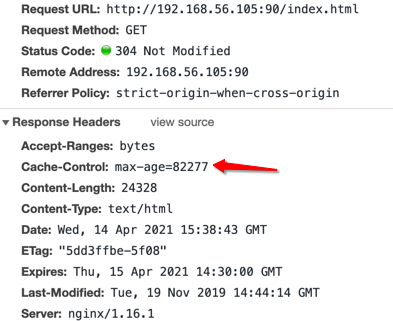 Request URL: http://192.168.56.105:90/index.html
Request Method: GET
Status Code: 304 Not Modified
Remote Address: 192.168.56.105:90
Referrer Policy: strict-origin-when-cross-origin
Response Headers view source
Accept-Ranges: bytes
Cache-Control: max-age=82277
Content-Length: 24328
Content-Type: text/html
Date: Wed, 14 Apr 2021 15:38:43 GMT
ETag: "5dd3ffbe-5f08"
Expires: Thu, 15 Apr 2021 14:30:00 GMT
Last-Modified: Tue, 19 Nov 2019 14:44:14 GMT
Server: nginx/1.16.1